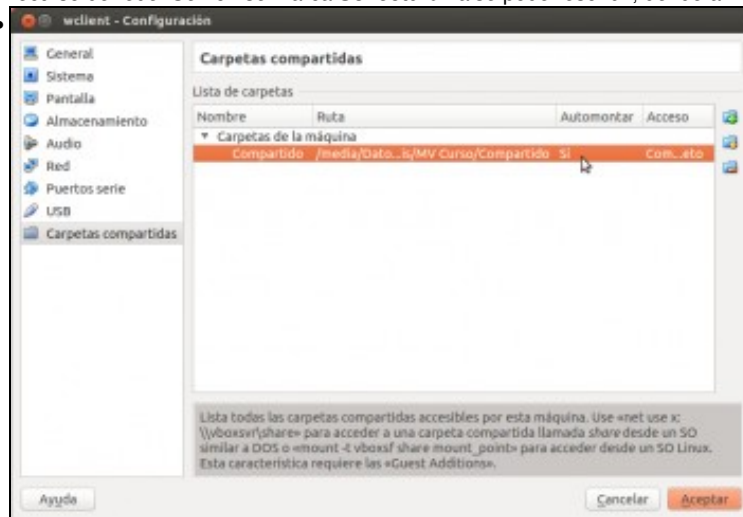 wclient - Configuración
General
Sistema
Pantalla
Almacenamiento
Audio
Red
Puertos serie
USB
Carpetas compartidas
Carpetas compartidas
Lista de carpetas
Nombre Ruta Automontar Acceso
Carpetas de la máquina
Compartido /media/Dato...is/MV Curso/Compartido Sí Com...eto
Lista todas las carpetas compartidas accesibles por esta máquina. Use «net use x:
\\vboxsvr\share» para acceder a una carpeta compartida llamada share desde un SO
similar a DOS o «mount -t vboxsf share mount_point» para acceder desde un SO Linux.
Esta característica requiere las «Guest Additions».
Ayuda Cancelar Aceptar